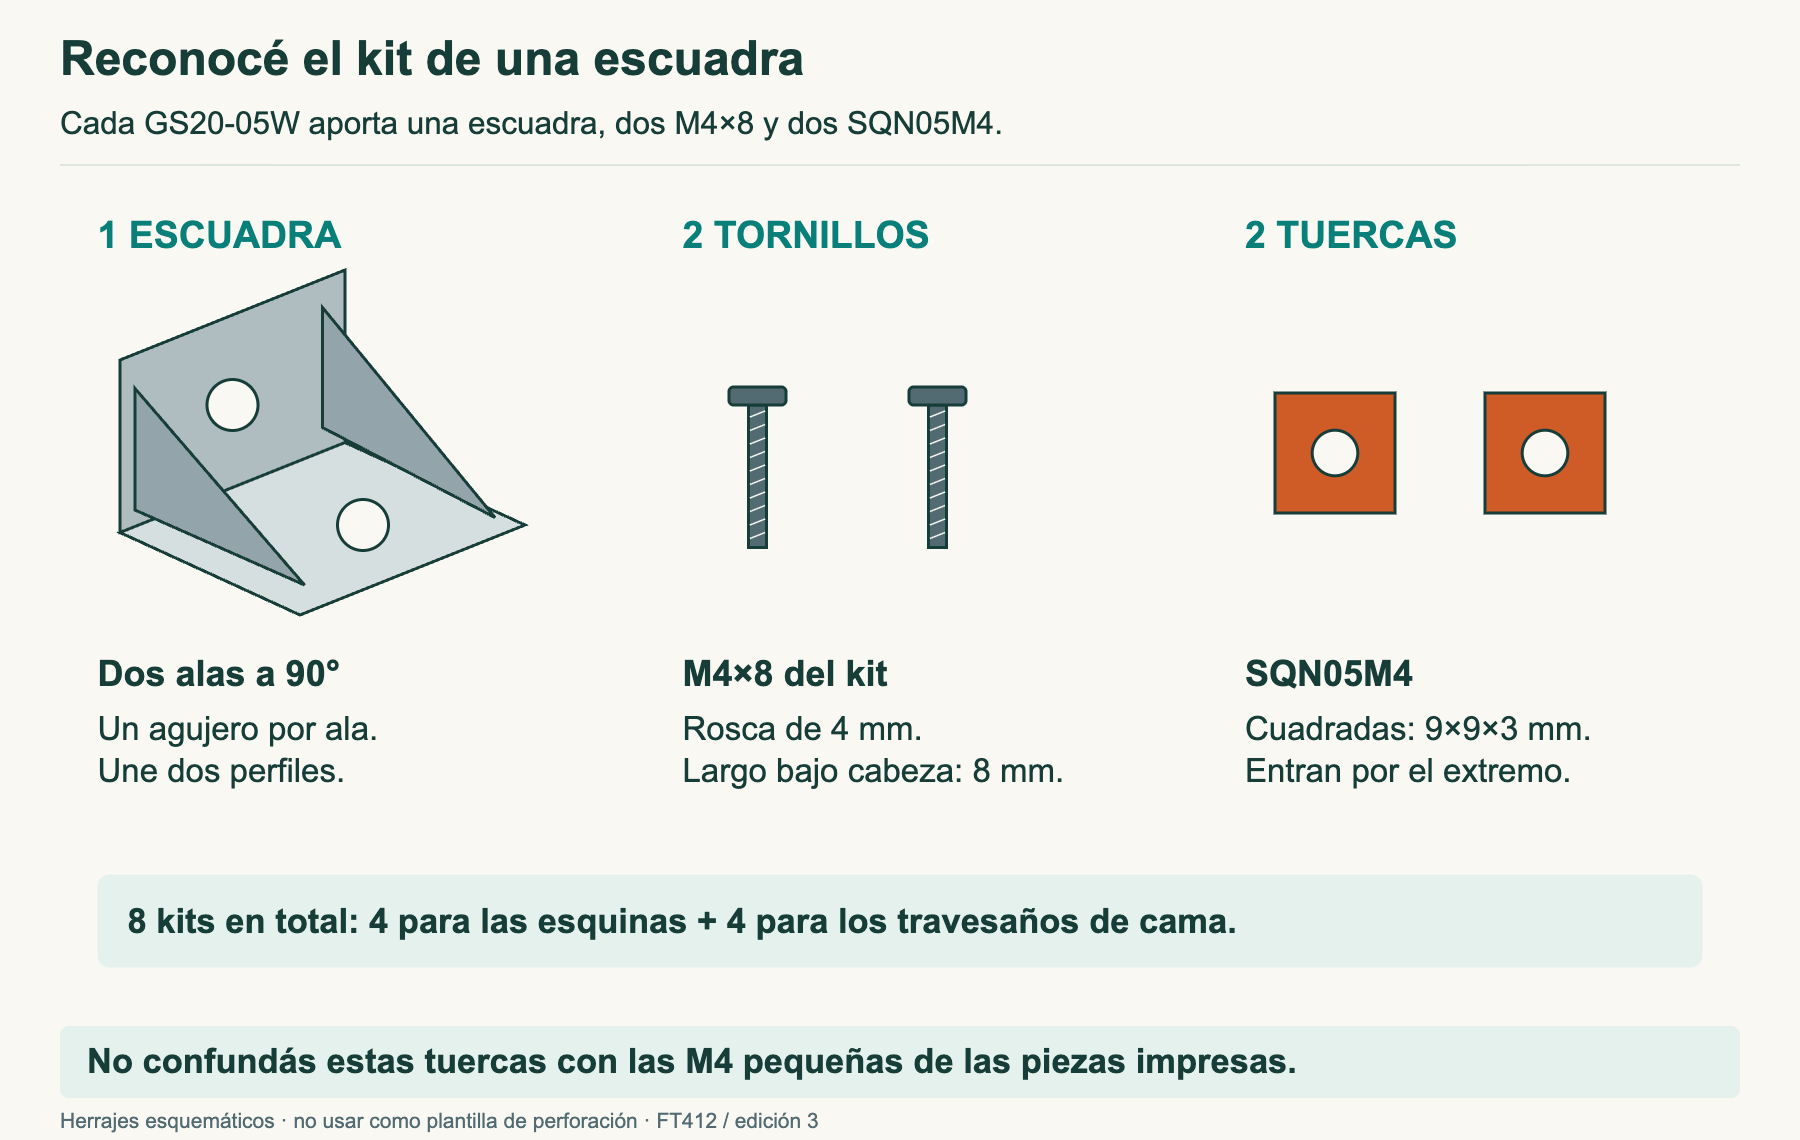 Reconocé el kit de una escuadra
Cada GS20-05W aporta una escuadra, dos M4×8 y dos SQN05M4.
1 ESCUADRA
2 TORNILLOS
2 TUERCAS
Dos alas a 90°
Un agujero por ala.
Une dos perfiles.
M4×8 del kit
Rosca de 4 mm.
Largo bajo cabeza: 8 mm.
SQN05M4
Cuadradas: 9×9×3 mm.
Entran por el extremo.
8 kits en total: 4 para las esquinas + 4 para los travesaños de cama.
No confundás estas tuercas con las M4 pequeñas de las piezas impresas.
Herrajes esquemáticos · no usar como plantilla de perforación · FT412 / edición 3